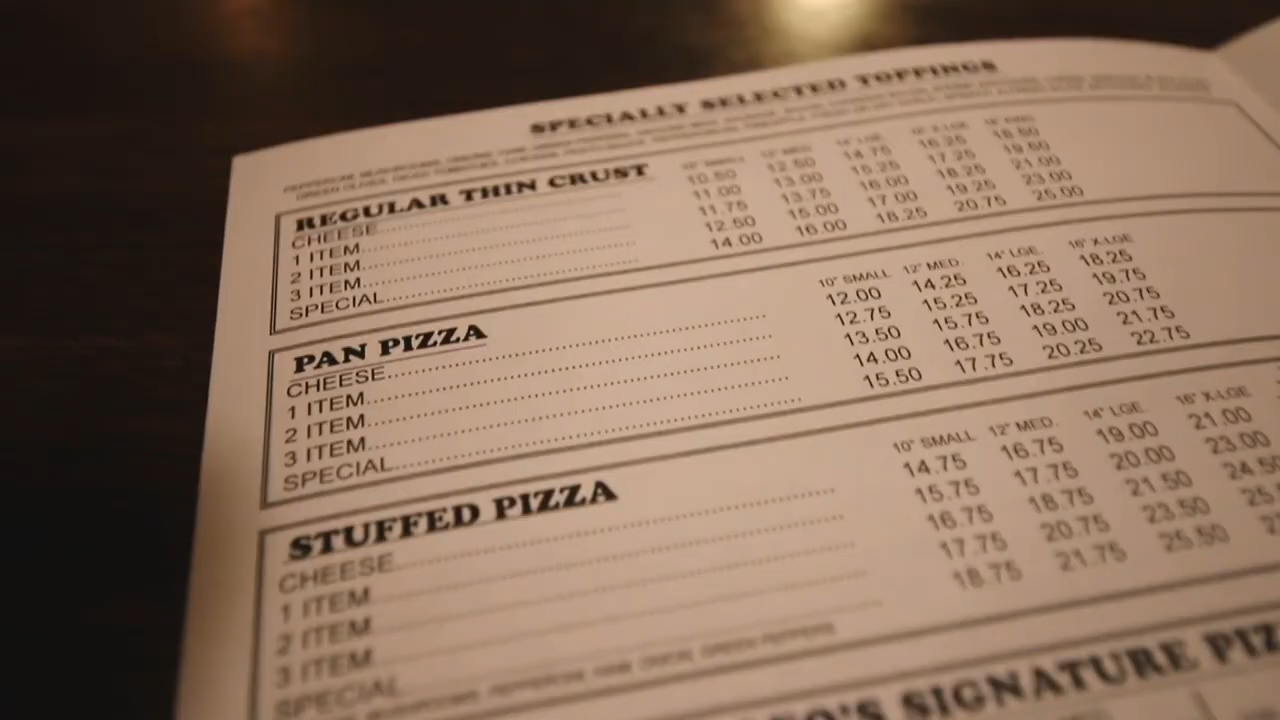 SPECIALLY SELECTED TOPPINGS
REGULAR THIN CRUST
CHEESE 10.50 12.50 14.75 16.25 18.50
1 ITEM 11.00 13.00 15.25 17.25 19.50
2 ITEM 11.75 13.75 16.00 18.25 21.00
3 ITEM 12.50 15.00 17.00 19.25 23.00
SPECIAL 14.00 16.00 18.25 20.75 25.00
PAN PIZZA 10" SMALL 12" MED. 14" LGE. 16" X-LGE
CHEESE 12.00 14.25 16.25 18.25
1 ITEM 12.75 15.25 17.25 19.75
2 ITEM 13.50 15.75 18.25 20.75
3 ITEM 14.00 16.75 19.00 21.75
SPECIAL 15.50 17.75 20.25 22.75
STUFFED PIZZA 10" SMALL 12" MED. 14" LGE. 16" X-LGE
CHEESE 14.75 16.75 19.00 21.00
1 ITEM 15.75 17.75 20.00 23.00
2 ITEM 16.75 18.75 21.50 24.50
3 ITEM 17.75 20.75 23.50
SPECIAL 18.75 21.75 25.50
SIGNATURE